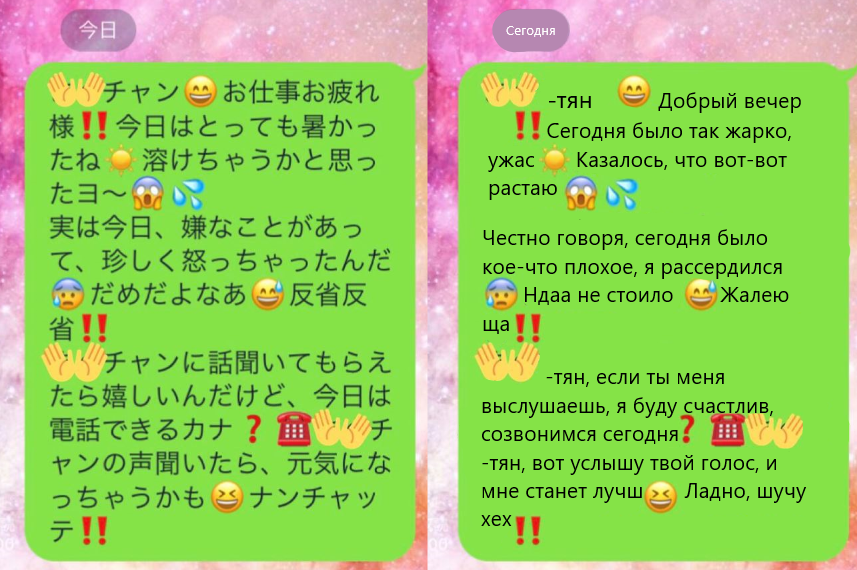 今日
チャン😄お仕事お疲れ
様‼️今日はとっても暑かっ
たね☀️溶けちゃうかと思っ
たヨ〜😱💦
実は今日、嫌なことがあっ
て、珍しく怒っちゃったんだ
😰だめだよなあ😅反省反
省‼️
チャンに話聞いてもらえ
たら嬉しいんだけど、今日は
電話できるカナ❓☎️チ
ャンの声聞いたら、元気にな
っちゃうかも😆ナンチャッ
テ‼️
Сегодня
-тян 😄 Добрый вечер
‼️Сегодня было так жарко,
ужас ☀️ Казалось, что вот-вот
растаю 😱💦
Честно говоря, сегодня было
кое-что плохое, я рассердился
😰 Ндаа не стоило 😅Жалею
ща‼️
-тян, если ты меня
выслушаешь, я буду счастлив,
созвонимся сегодня❓☎️
-тян, вот услышу твой голос, и
мне станет лучш😆 Ладно, шучу
хех‼️